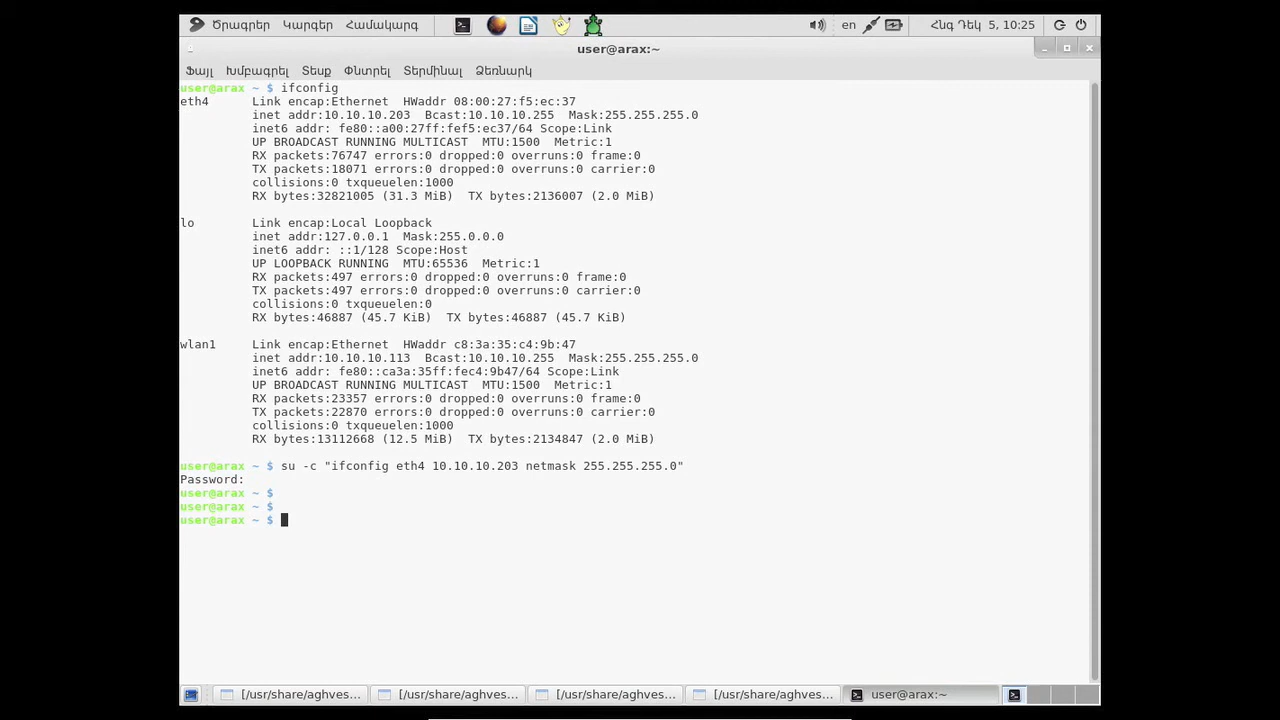 Ծրագրեր Կարգեր Համակարգ en Հնգ Դեկ 5, 10:25
user@arax:~
Ֆայլ Խմբագրել Տեսք Փնտրել Տերմինալ Ձեռնարկ
user@arax ~ $ ifconfig
eth4 Link encap:Ethernet HWaddr 08:00:27:f5:ec:37
inet addr:10.10.10.203 Bcast:10.10.10.255 Mask:255.255.255.0
inet6 addr: fe80::a00:27ff:fef5:ec37/64 Scope:Link
UP BROADCAST RUNNING MULTICAST MTU:1500 Metric:1
RX packets:76747 errors:0 dropped:0 overruns:0 frame:0
TX packets:18071 errors:0 dropped:0 overruns:0 carrier:0
collisions:0 txqueuelen:1000
RX bytes:32821005 (31.3 MiB) TX bytes:2136007 (2.0 MiB)
lo Link encap:Local Loopback
inet addr:127.0.0.1 Mask:255.0.0.0
inet6 addr: ::1/128 Scope:Host
UP LOOPBACK RUNNING MTU:65536 Metric:1
RX packets:497 errors:0 dropped:0 overruns:0 frame:0
TX packets:497 errors:0 dropped:0 overruns:0 carrier:0
collisions:0 txqueuelen:0
RX bytes:46887 (45.7 KiB) TX bytes:46887 (45.7 KiB)
wlan1 Link encap:Ethernet HWaddr c8:3a:35:c4:9b:47
inet addr:10.10.10.113 Bcast:10.10.10.255 Mask:255.255.255.0
inet6 addr: fe80::ca3a:35ff:fec4:9b47/64 Scope:Link
UP BROADCAST RUNNING MULTICAST MTU:1500 Metric:1
RX packets:23357 errors:0 dropped:0 overruns:0 frame:0
TX packets:22870 errors:0 dropped:0 overruns:0 carrier:0
collisions:0 txqueuelen:1000
RX bytes:13112668 (12.5 MiB) TX bytes:2134847 (2.0 MiB)
user@arax ~ $ su -c "ifconfig eth4 10.10.10.203 netmask 255.255.255.0"
Password:
user@arax ~ $
user@arax ~ $
user@arax ~ $
[/usr/share/aghves... [/usr/share/aghves... [/usr/share/aghves... [/usr/share/aghves... user@arax:~